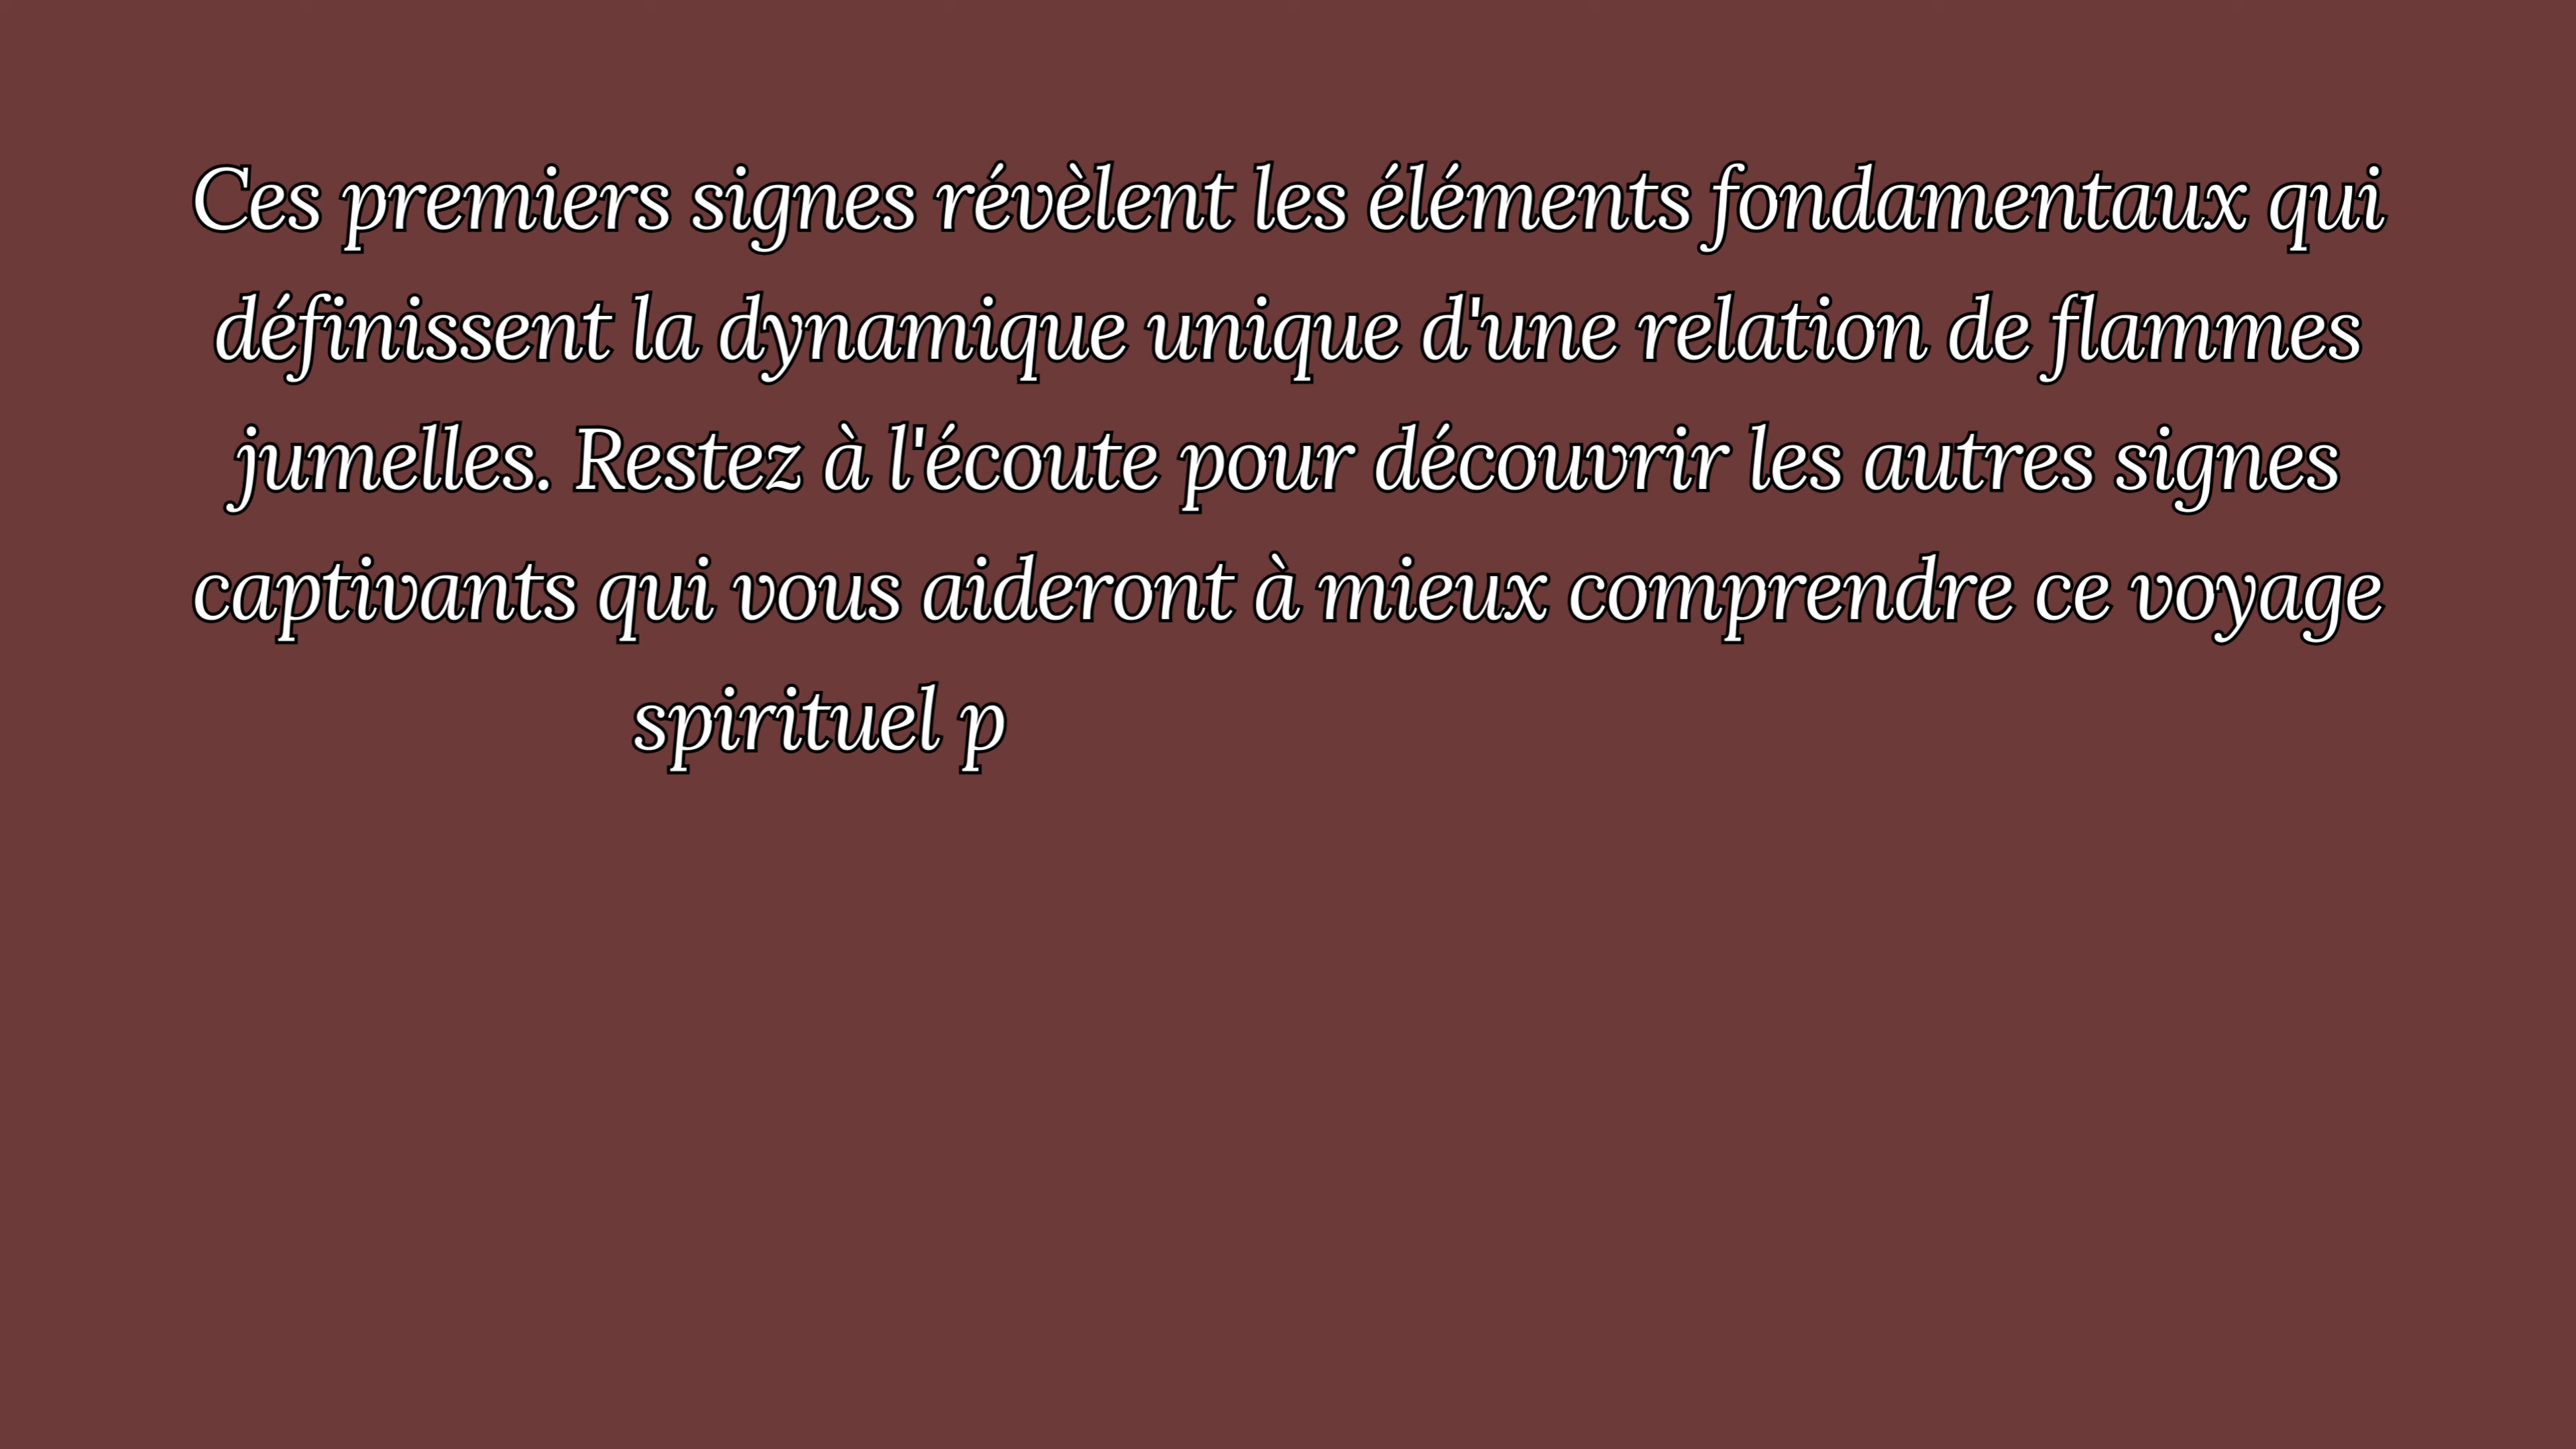 Ces premiers signes révèlent les éléments fondamentaux qui
définissent la dynamique unique d'une relation de flammes
jumelles. Restez à l'écoute pour découvrir les autres signes
captivants qui vous aideront à mieux comprendre ce voyage
spirituel p